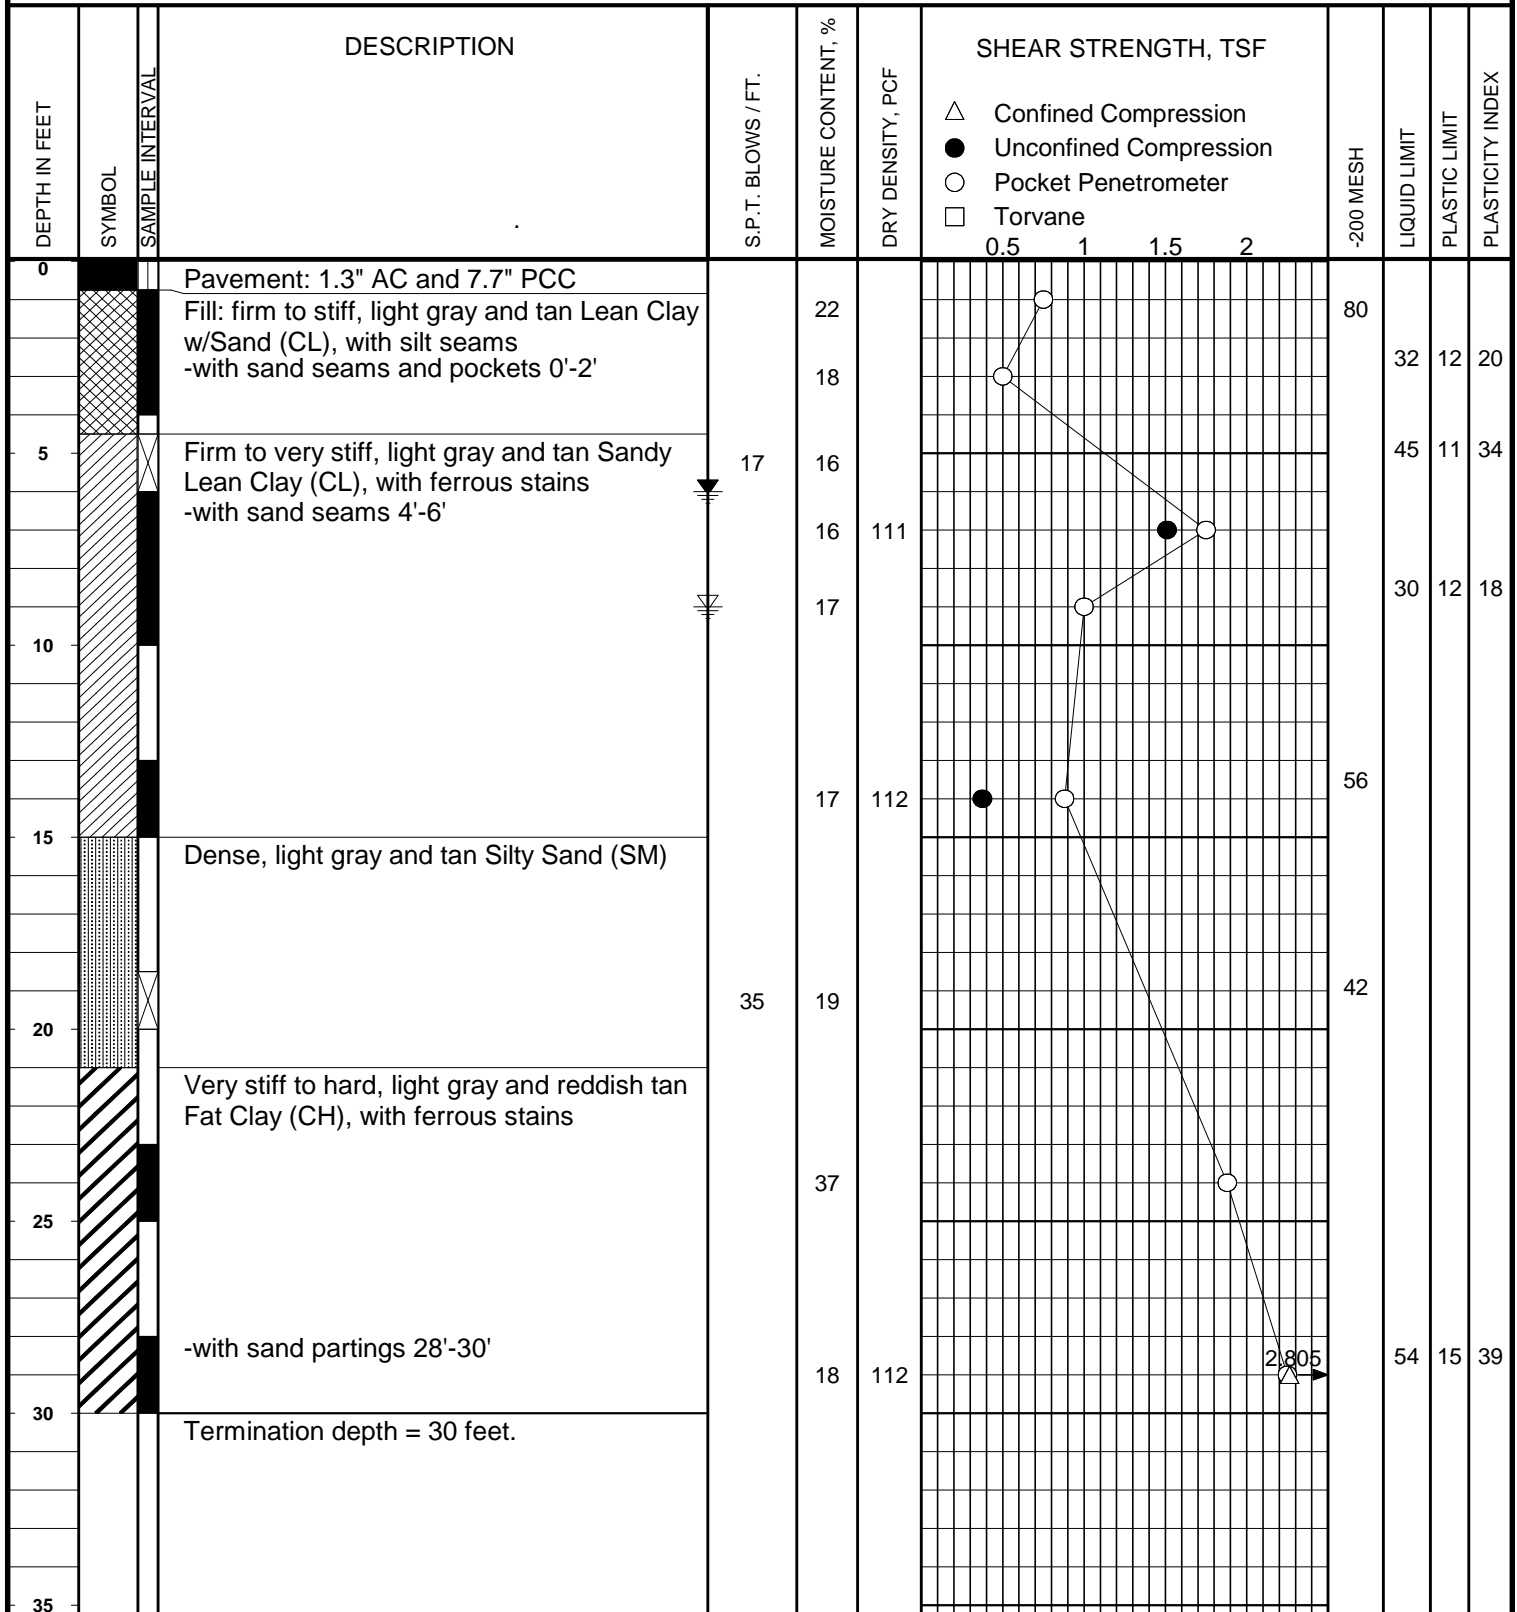 DEPTH IN FEET
SYMBOL
SAMPLE INTERVAL
DESCRIPTION
.
S.P.T. BLOWS / FT.
MOISTURE CONTENT, %
DRY DENSITY, PCF
SHEAR STRENGTH, TSF
Confined Compression
Unconfined Compression
Pocket Penetrometer
Torvane
0.5 1 1.5 2
-200 MESH
LIQUID LIMIT
PLASTIC LIMIT
PLASTICITY INDEX
0
Pavement: 1.3" AC and 7.7" PCC
Fill: firm to stiff, light gray and tan Lean Clay
22 80
w/Sand (CL), with silt seams
-with sand seams and pockets 0'-2'
32 12 20
18
Firm to very stiff, light gray and tan Sandy
45 11 34
5 17 16
Lean Clay (CL), with ferrous stains
-with sand seams 4'-6'
16 111
30 12 18
17
10
56
17 112
15
Dense, light gray and tan Silty Sand (SM)
42
35 19
20
Very stiff to hard, light gray and reddish tan
Fat Clay (CH), with ferrous stains
37
25
-with sand partings 28'-30'
2.805
54 15 39
18 112
30
Termination depth = 30 feet.
35